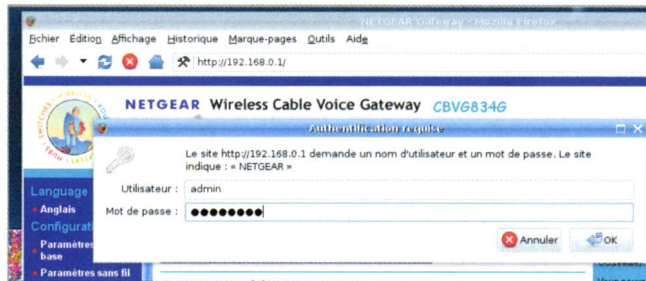 NETGEAR Gateway - Mozilla Firefox
Fichier Édition Affichage Historique Marque-pages Outils Aide
http://192.168.0.1/
NETGEAR Wireless Cable Voice Gateway CBVG834G
Authentification requise
Le site http://192.168.0.1 demande un nom d'utilisateur et un mot de passe. Le site
indique : « NETGEAR »
Utilisateur : admin
Mot de passe : ●●●●●●●●
Annuler OK
Language
Anglais
Configurati
Paramètres
base
Paramètres sans fil